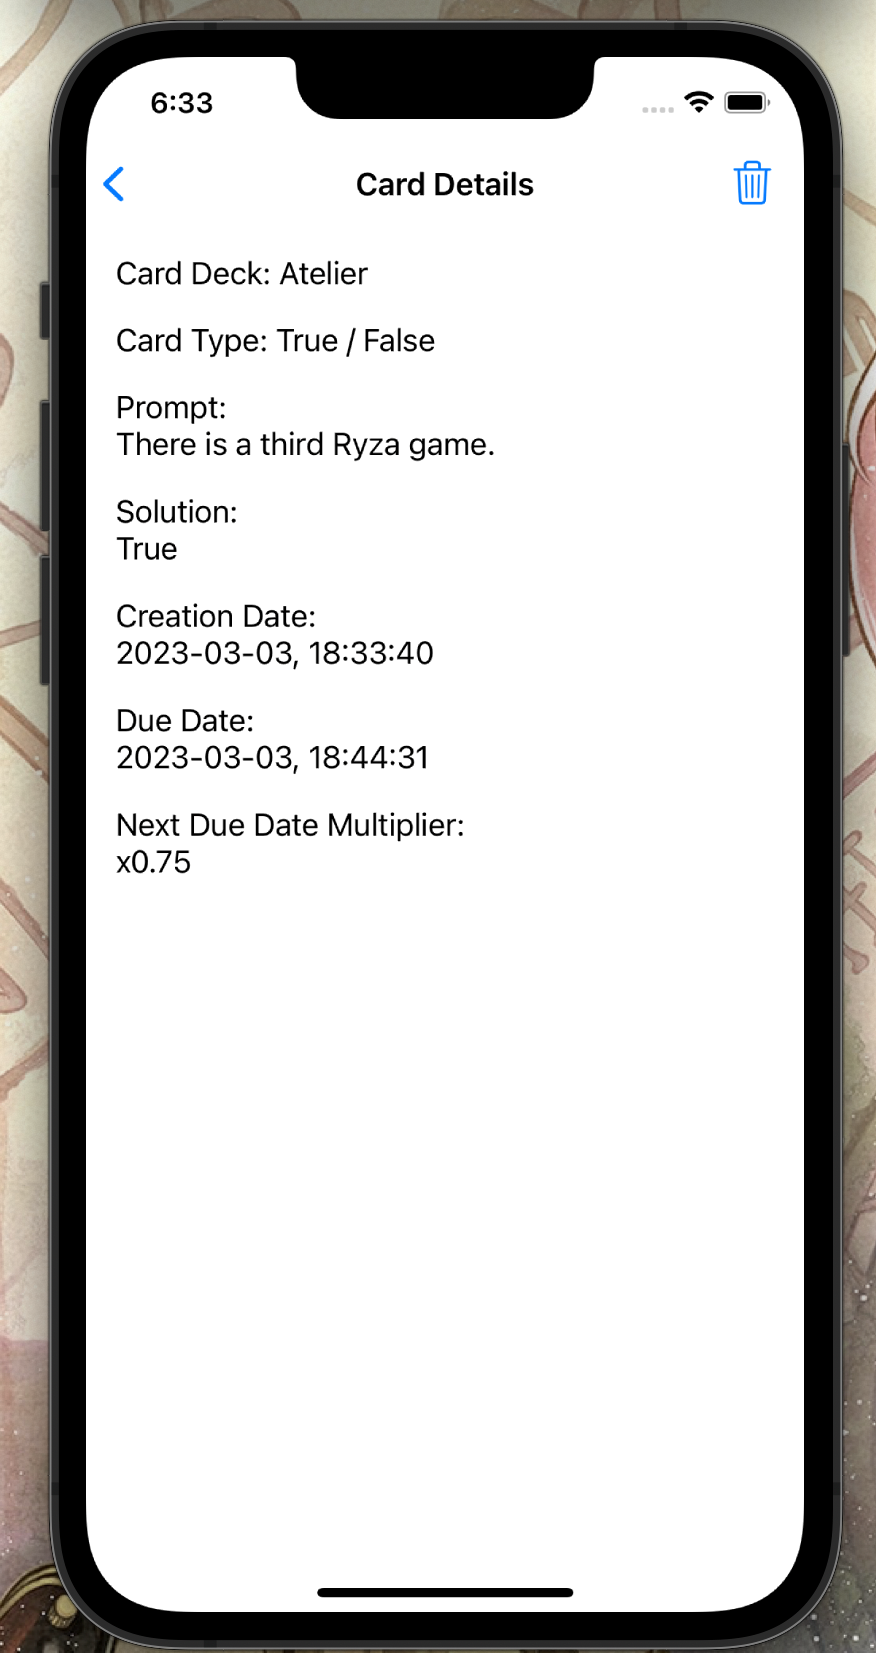 6:33
Card Details
Card Deck: Atelier
Card Type: True / False
Prompt:
There is a third Ryza game.
Solution:
True
Creation Date:
2023-03-03, 18:33:40
Due Date:
2023-03-03, 18:44:31
Next Due Date Multiplier:
x0.75